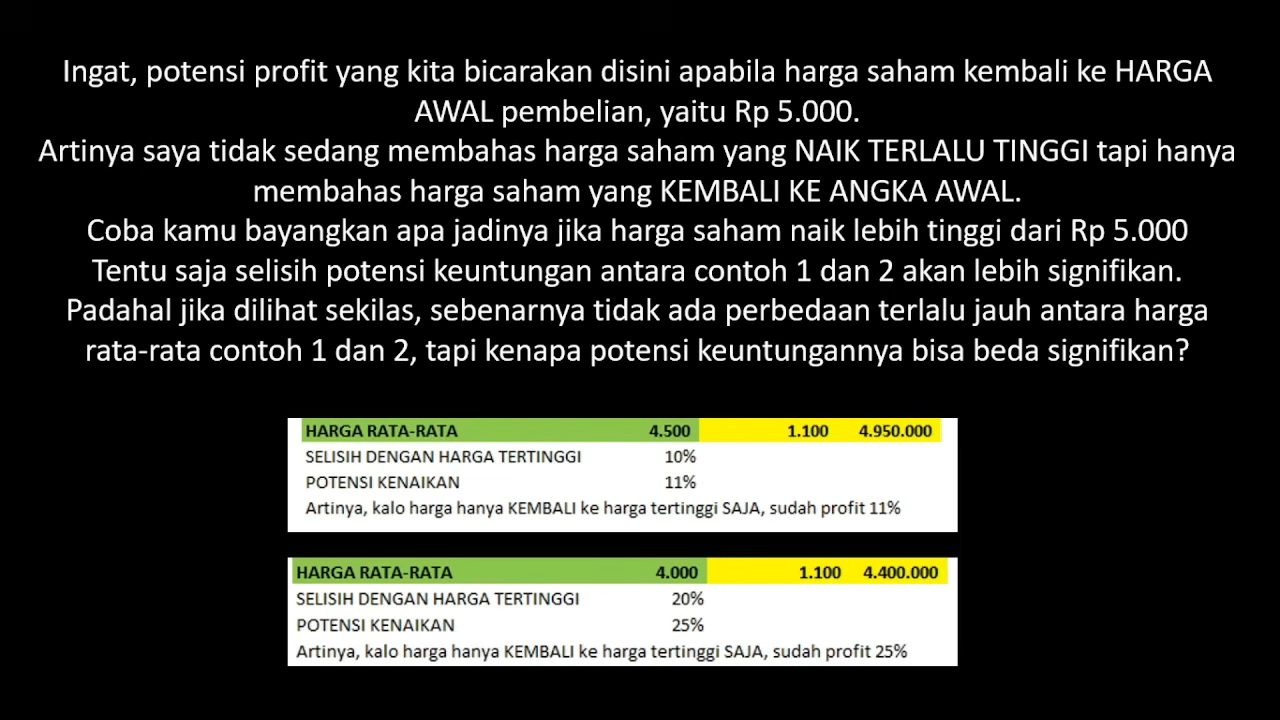 Ingat, potensi profit yang kita bicarakan disini apabila harga saham kembali ke HARGA
AWAL pembelian, yaitu Rp 5.000.
Artinya saya tidak sedang membahas harga saham yang NAIK TERLALU TINGGI tapi hanya
membahas harga saham yang KEMBALI KE ANGKA AWAL.
Coba kamu bayangkan apa jadinya jika harga saham naik lebih tinggi dari Rp 5.000
Tentu saja selisih potensi keuntungan antara contoh 1 dan 2 akan lebih signifikan.
Padahal jika dilihat sekilas, sebenarnya tidak ada perbedaan terlalu jauh antara harga
rata-rata contoh 1 dan 2, tapi kenapa potensi keuntungannya bisa beda signifikan?
HARGA RATA-RATA 4.500 1.100 4.950.000
SELISIH DENGAN HARGA TERTINGGI 10%
POTENSI KENAIKAN 11%
Artinya, kalo harga hanya KEMBALI ke harga tertinggi SAJA, sudah profit 11%
HARGA RATA-RATA 4.000 1.100 4.400.000
SELISIH DENGAN HARGA TERTINGGI 20%
POTENSI KENAIKAN 25%
Artinya, kalo harga hanya KEMBALI ke harga tertinggi SAJA, sudah profit 25%